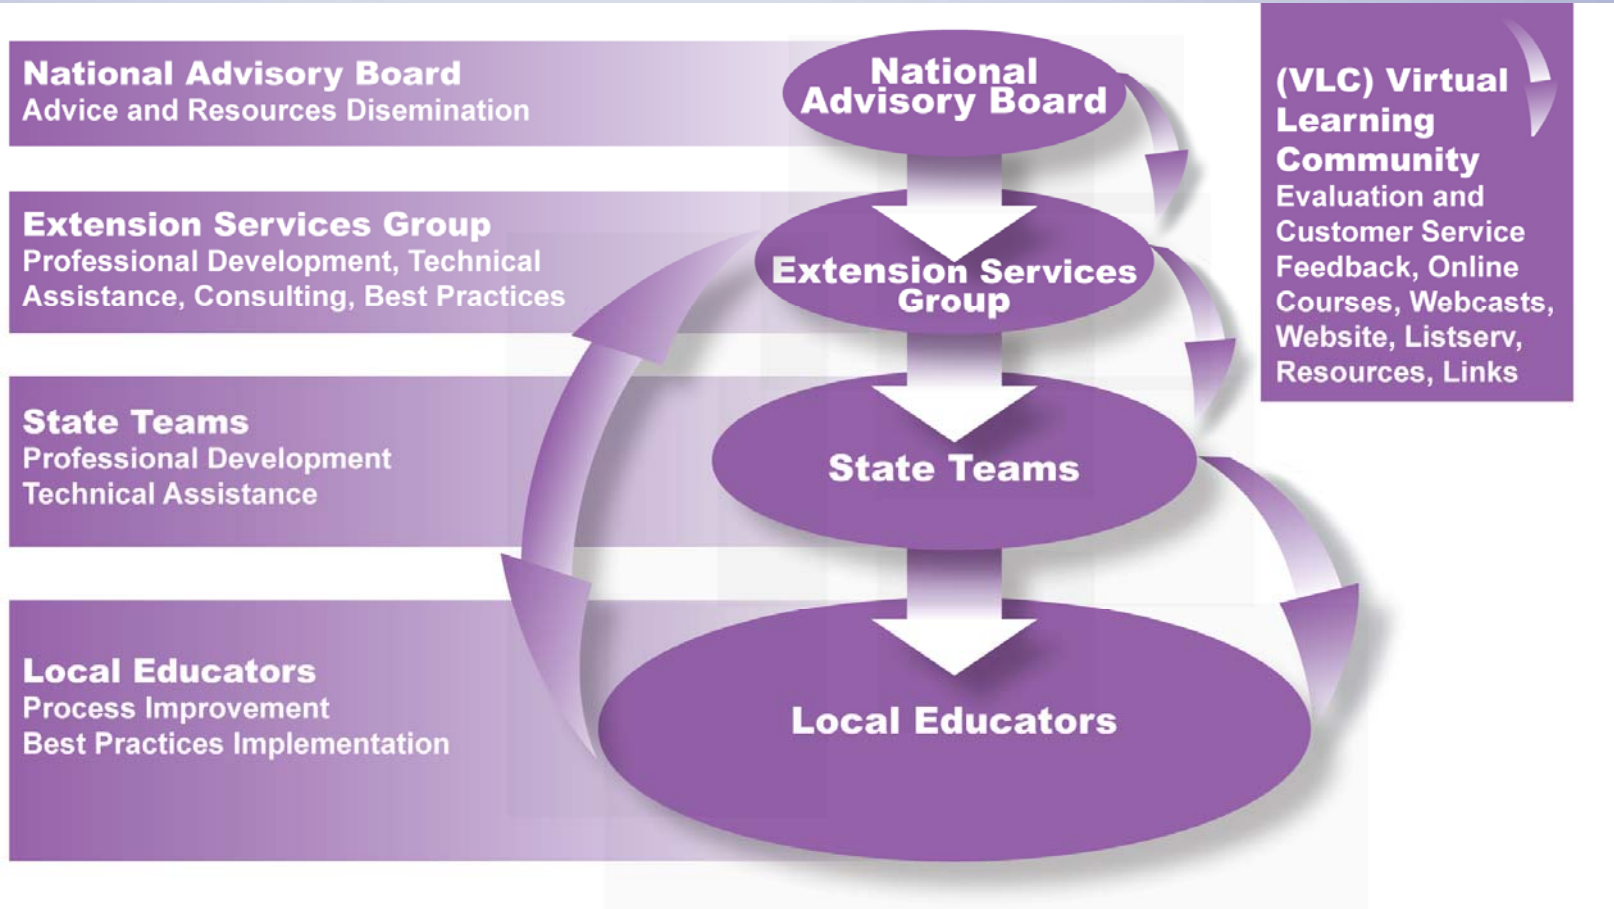 National Advisory Board
Advice and Resources Disemination
Extension Services Group
Professional Development, Technical
Assistance, Consulting, Best Practices
State Teams
Professional Development
Technical Assistance
Local Educators
Process Improvement
Best Practices Implementation
National
Advisory Board
Extension Services
Group
State Teams
Local Educators
(VLC) Virtual
Learning
Community
Evaluation and
Customer Service
Feedback, Online
Courses, Webcasts,
Website, Listserv,
Resources, Links